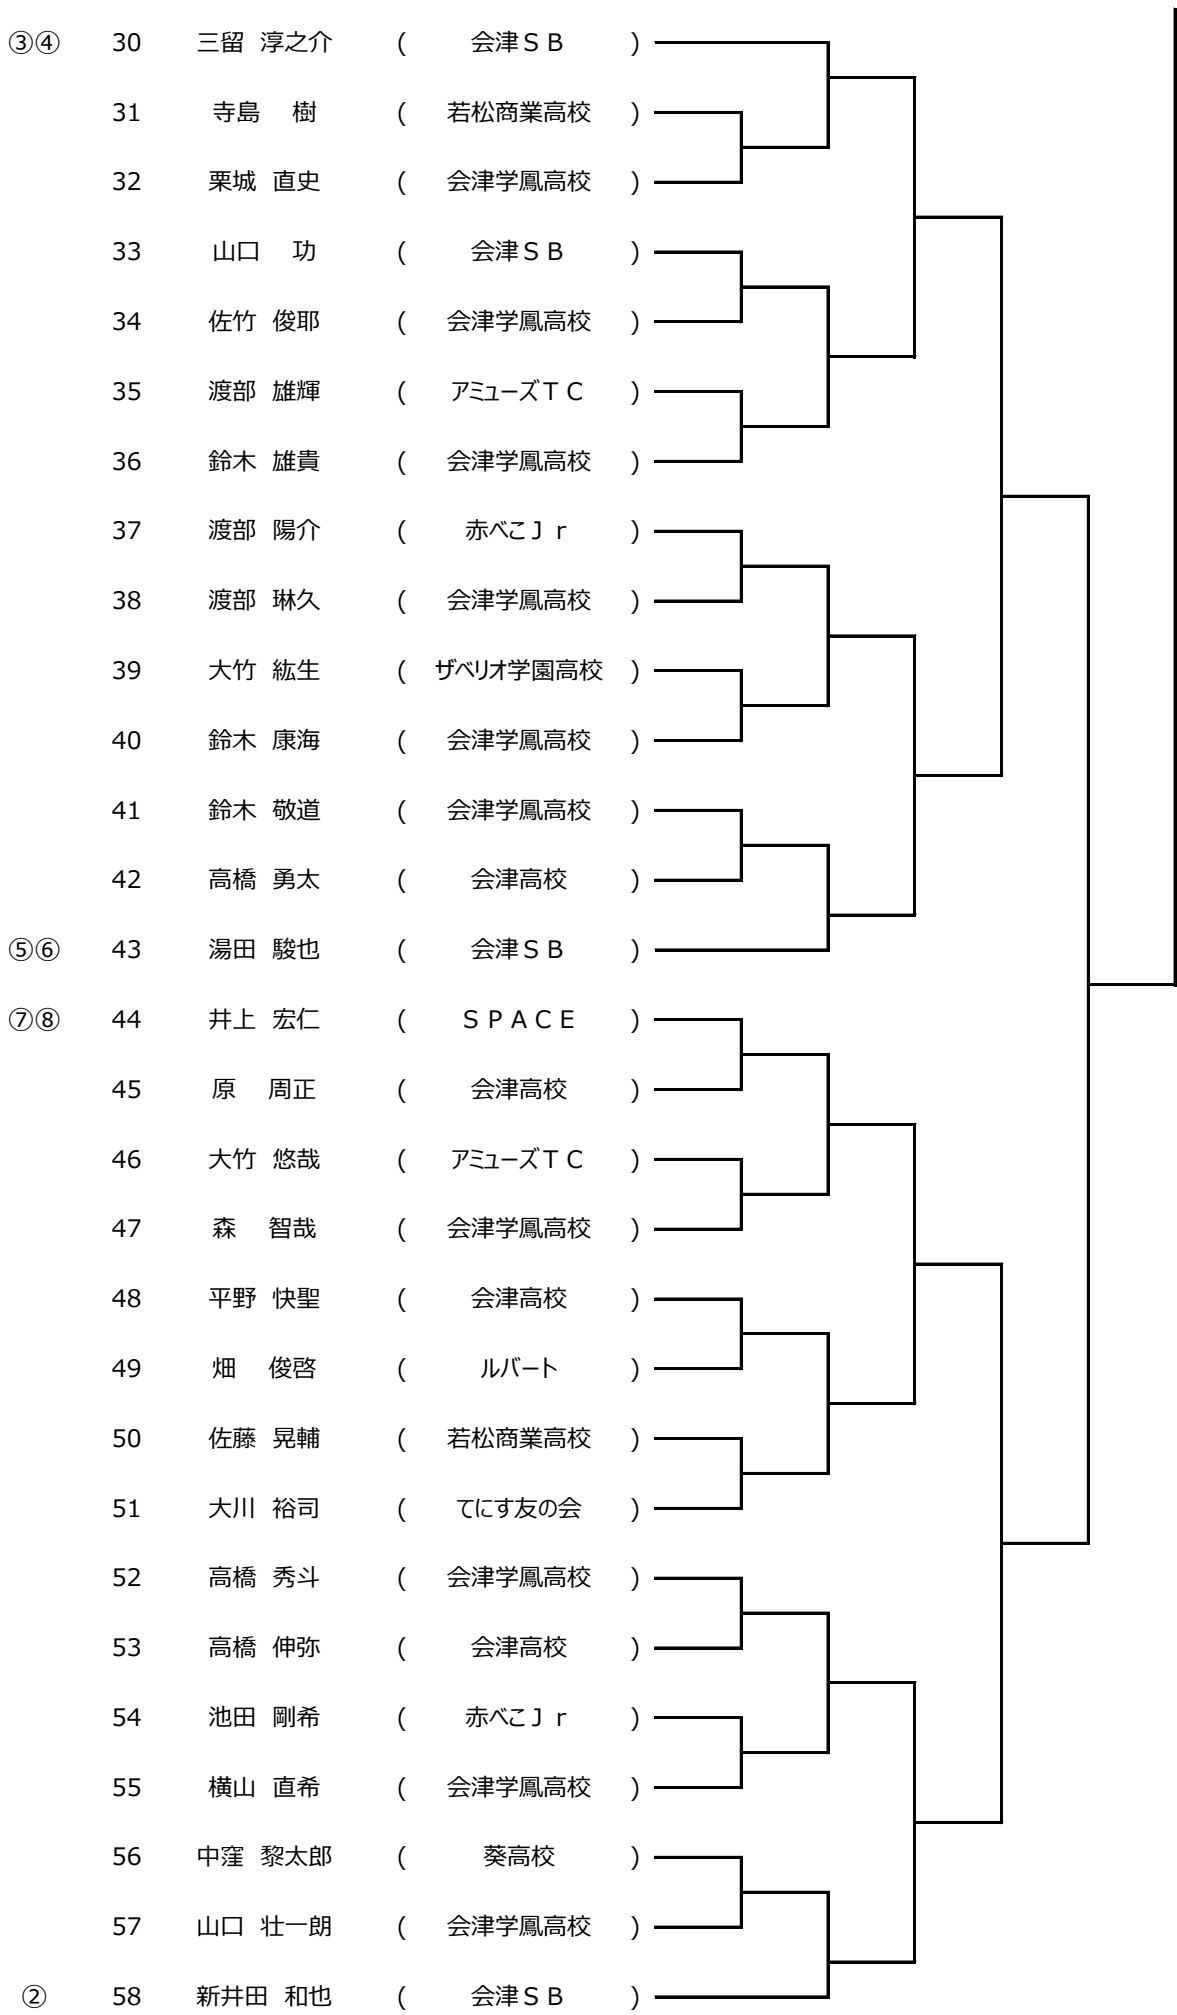 ③④ 30 三留 淳之介 ( 会津ＳＢ )
31 寺島 樹 ( 若松商業高校 )
32 栗城 直史 ( 会津学鳳高校 )
33 山口 功 ( 会津ＳＢ )
34 佐竹 俊耶 ( 会津学鳳高校 )
35 渡部 雄輝 ( アミューズＴＣ )
36 鈴木 雄貴 ( 会津学鳳高校 )
37 渡部 陽介 ( 赤べこＪｒ )
38 渡部 琳久 ( 会津学鳳高校 )
39 大竹 紘生 ( ザベリオ学園高校 )
40 鈴木 康海 ( 会津学鳳高校 )
41 鈴木 敬道 ( 会津学鳳高校 )
42 高橋 勇太 ( 会津高校 )
⑤⑥ 43 湯田 駿也 ( 会津ＳＢ )
⑦⑧ 44 井上 宏仁 ( ＳＰＡＣＥ )
45 原 周正 ( 会津高校 )
46 大竹 悠哉 ( アミューズＴＣ )
47 森 智哉 ( 会津学鳳高校 )
48 平野 快聖 ( 会津高校 )
49 畑 俊啓 ( ルバート )
50 佐藤 晃輔 ( 若松商業高校 )
51 大川 裕司 ( てにす友の会 )
52 高橋 秀斗 ( 会津学鳳高校 )
53 高橋 伸弥 ( 会津高校 )
54 池田 剛希 ( 赤べこＪｒ )
55 横山 直希 ( 会津学鳳高校 )
56 中窪 黎太郎 ( 葵高校 )
57 山口 壮一朗 ( 会津学鳳高校 )
② 58 新井田 和也 ( 会津ＳＢ )